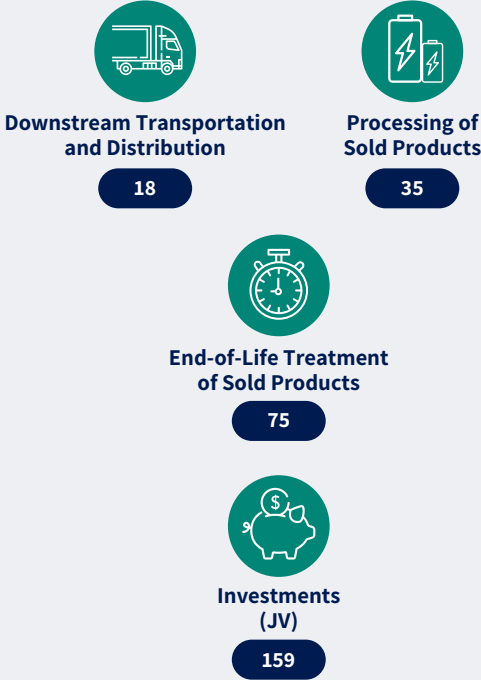 Downstream Transportation
and Distribution
18
Processing of
Sold Products
35
End-of-Life Treatment
of Sold Products
75
$
Investments
(JV)
159